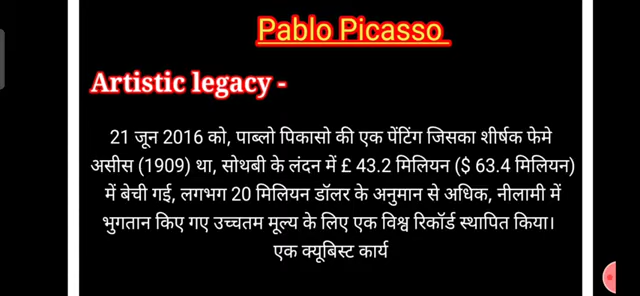 Pablo Picasso
Artistic legacy -
21 जून 2016 को, पाब्लो पिकासो की एक पेंटिंग जिसका शीर्षक फेमे
असीस (1909) था, सोथबी के लंदन में £ 43.2 मिलियन ($ 63.4 मिलियन)
में बेची गई, लगभग 20 मिलियन डॉलर के अनुमान से अधिक, नीलामी में
भुगतान किए गए उच्चतम मूल्य के लिए एक विश्व रिकॉर्ड स्थापित किया।
एक क्यूबिस्ट कार्य